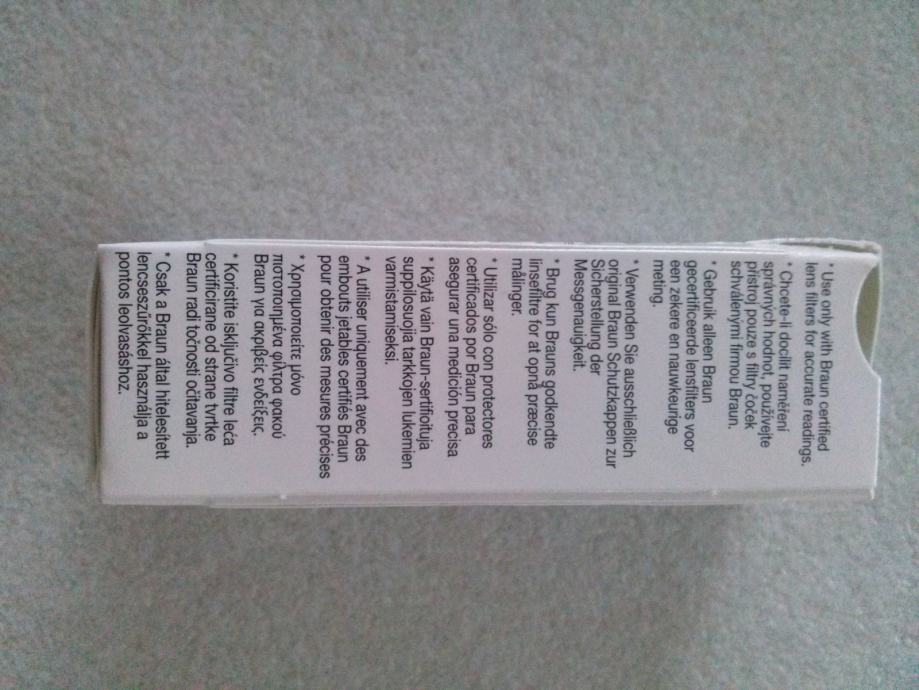 * Use only with Braun certified
lens filters for accurate readings.
* Chcete-li docílit naměření
správných hodnot, používejte
přístroj pouze s filtry čoček
schválenými firmou Braun.
* Gebruik alleen Braun
gecertificeerde lensfilters voor
een zekere en nauwkeurige
meting.
* Verwenden Sie ausschließlich
original Braun Schutzkappen zur
Sicherstellung der
Messgenauigkeit.
* Brug kun Brauns godkendte
linsefiltre for at opnå præcise
målinger.
* Utilizar sólo con protectores
certificados por Braun para
asegurar una medición precisa
* Käytä vain Braun-sertifioituja
suppilosuojia tarkkojen lukemien
varmistamiseksi.
* A utiliser uniquement avec des
embouts jetables certifiés Braun
pour obtenir des mesures précises
* Χρησιμοποιείτε μόνο
πιστοποιημένα φίλτρα φακού
Braun για ακριβείς ενδείξεις.
* Koristite isključivo filtre leća
certificirane od strane tvrtke
Braun radi točnosti očitavanja.
* Csak a Braun által hitelesített
lencseszűrőkkel használja a
pontos leolvasáshoz.